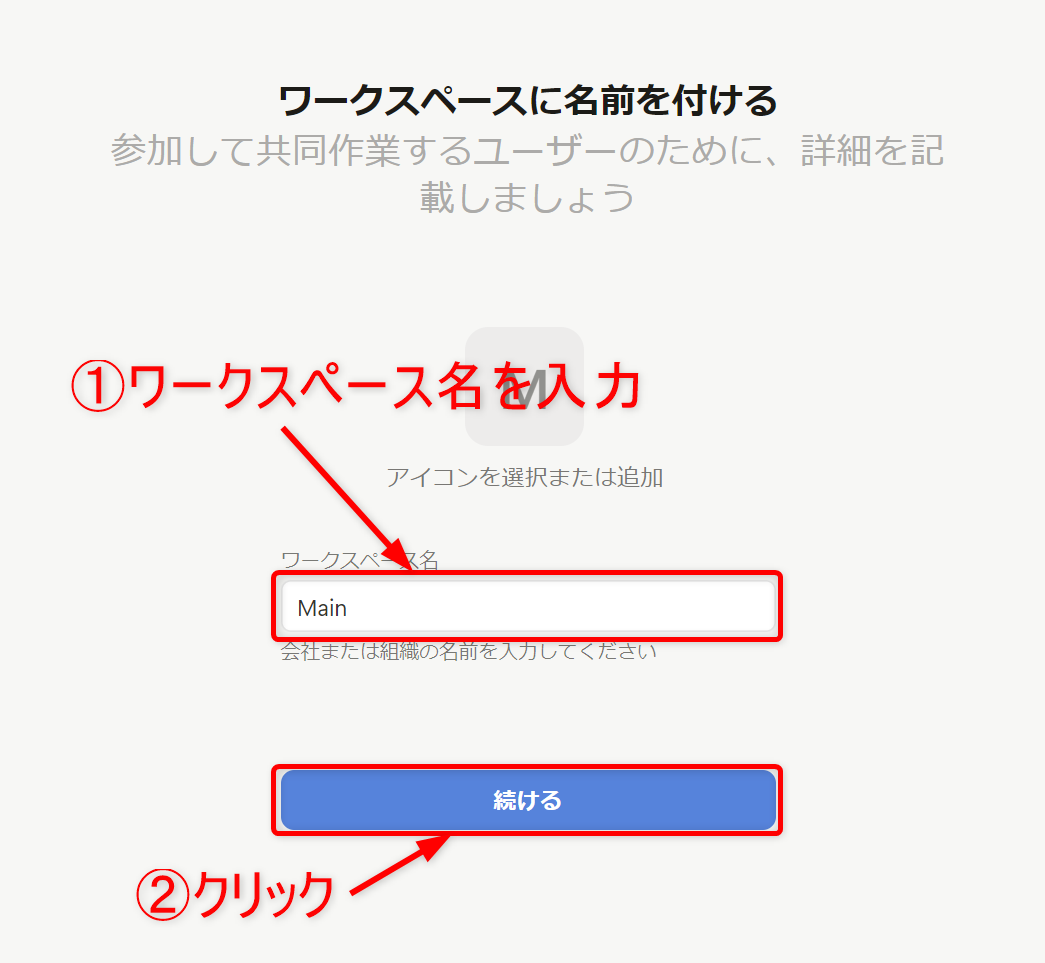 ワークスペースに名前を付ける
参加して共同作業するユーザーのために、詳細を記
載しましょう
M
①ワークスペース名を入力
アイコンを選択または追加
ワークスペース名
Main
会社または組織の名前を入力してください
続ける
②クリック